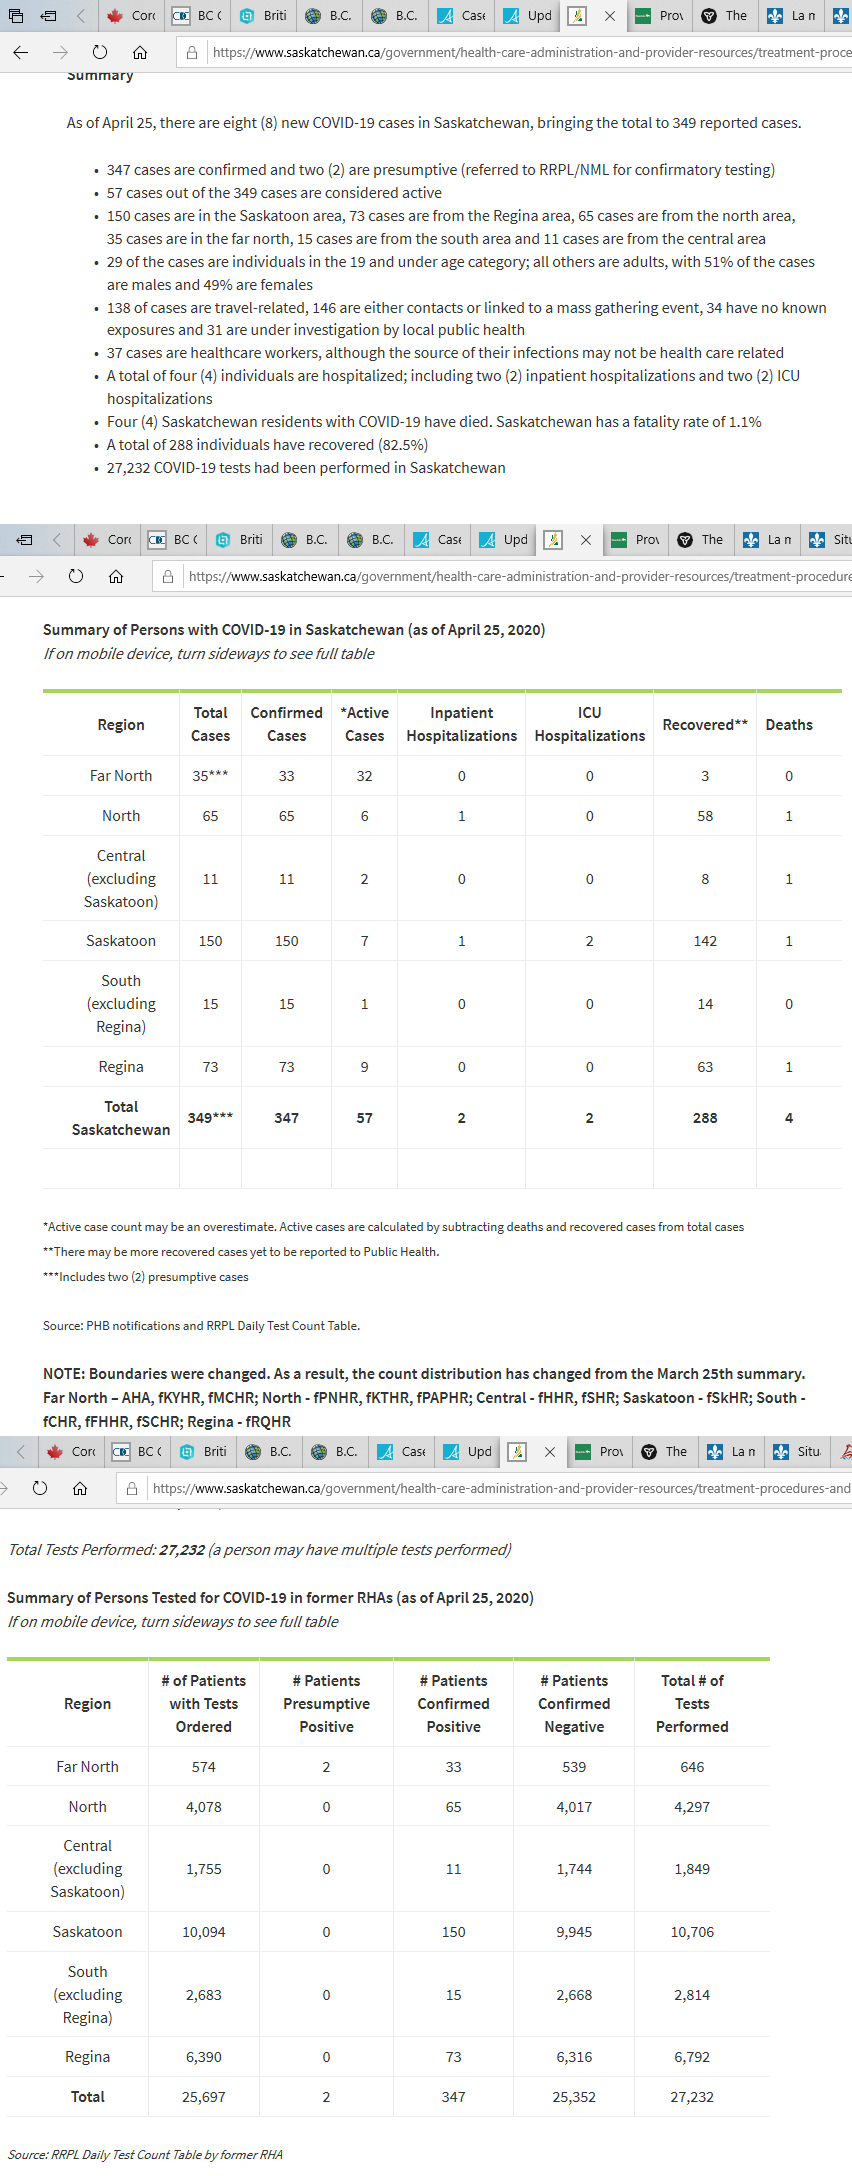 Core
BC (
Briti
B.C.
B.C.
Case
Upd
Prov
The
La n
https://www.saskatchewan.ca/government/health-care-administration-and-provider-resources/treatment-proce
Summary
As of April 25, there are eight (8) new COVID-19 cases in Saskatchewan, bringing the total to 349 reported cases.
• 347 cases are confirmed and two (2) are presumptive (referred to RRPL/NML for confirmatory testing)
• 57 cases out of the 349 cases are considered active
• 150 cases are in the Saskatoon area, 73 cases are from the Regina area, 65 cases are from the north area,
35 cases are in the far north, 15 cases are from the south area and 11 cases are from the central area
• 29 of the cases are individuals in the 19 and under age category; all others are adults, with 51% of the cases
are males and 49% are females
• 138 of cases are travel-related, 146 are either contacts or linked to a mass gathering event, 34 have no known
exposures and 31 are under investigation by local public health
• 37 cases are healthcare workers, although the source of their infections may not be health care related
• A total of four (4) individuals are hospitalized; including two (2) inpatient hospitalizations and two (2) ICU
hospitalizations
• Four (4) Saskatchewan residents with COVID-19 have died. Saskatchewan has a fatality rate of 1.1%
• A total of 288 individuals have recovered (82.5%)
• 27,232 COVID-19 tests had been performed in Saskatchewan
Core
BC (
Briti
B.C.
B.C.
Case
Upd
Prov
The
La n
Situ
https://www.saskatchewan.ca/government/health-care-administration-and-provider-resources/treatment-procedure
Summary of Persons with COVID-19 in Saskatchewan (as of April 25, 2020)
If on mobile device, turn sideways to see full table
Region
Total
Cases
Confirmed
Cases
*Active
Cases
Inpatient
Hospitalizations
ICU
Hospitalizations
Recovered**
Deaths
Far North 35*** 33 32 0 0 3 0
North 65 65 6 1 0 58 1
Central
(excluding
Saskatoon)
11 11 2 0 0 8 1
Saskatoon 150 150 7 1 2 142 1
South
(excluding
Regina)
15 15 1 0 0 14 0
Regina 73 73 9 0 0 63 1
Total
Saskatchewan
349*** 347 57 2 2 288 4
*Active case count may be an overestimate. Active cases are calculated by subtracting deaths and recovered cases from total cases
**There may be more recovered cases yet to be reported to Public Health.
***Includes two (2) presumptive cases
Source: PHB notifications and RRPL Daily Test Count Table.
NOTE: Boundaries were changed. As a result, the count distribution has changed from the March 25th summary.
Far North – AHA, fKYHR, fMCHR; North - fPNHR, fKTHR, fPAPHR; Central - fHHR, fSHR; Saskatoon - fSkHR; South -
fCHR, fFHHR, fSCHR; Regina - fRQHR
Core
BC (
Briti
B.C.
B.C.
Case
Upd
Prov
The
La n
Situ
https://www.saskatchewan.ca/government/health-care-administration-and-provider-resources/treatment-procedures-and
Total Tests Performed: 27,232 (a person may have multiple tests performed)
Summary of Persons Tested for COVID-19 in former RHAs (as of April 25, 2020)
If on mobile device, turn sideways to see full table
Region
# of Patients
with Tests
Ordered
# Patients
Presumptive
Positive
# Patients
Confirmed
Positive
# Patients
Confirmed
Negative
Total # of
Tests
Performed
Far North 574 2 33 539 646
North 4,078 0 65 4,017 4,297
Central
(excluding
Saskatoon)
1,755 0 11 1,744 1,849
Saskatoon 10,094 0 150 9,945 10,706
South
(excluding
Regina)
2,683 0 15 2,668 2,814
Regina 6,390 0 73 6,316 6,792
Total 25,697 2 347 25,352 27,232
Source: RRPL Daily Test Count Table by former RHA